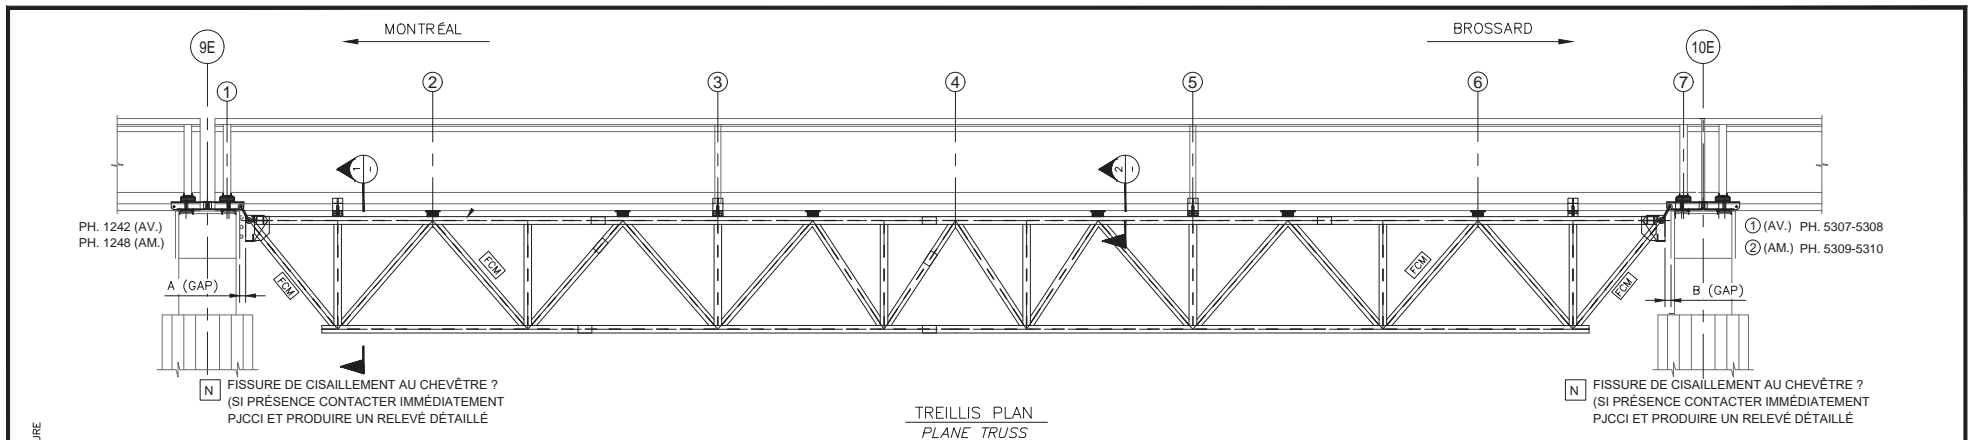 MONTRÉAL
BROSSARD
9E
10E
1
2
3
4
5
6
7
1
-
2
-
PH. 1242 (AV.)
PH. 1248 (AM.)
1 (AV.) PH. 5307-5308
2 (AM.) PH. 5309-5310
FCM
FCM
FCM
FCM
A (GAP)
B (GAP)
N FISSURE DE CISAILLEMENT AU CHEVÊTRE ?
(SI PRÉSENCE CONTACTER IMMÉDIATEMENT
PJCCI ET PRODUIRE UN RELEVÉ DÉTAILLÉ
N FISSURE DE CISAILLEMENT AU CHEVÊTRE ?
(SI PRÉSENCE CONTACTER IMMÉDIATEMENT
PJCCI ET PRODUIRE UN RELEVÉ DÉTAILLÉ
TREILLIS PLAN
PLANE TRUSS